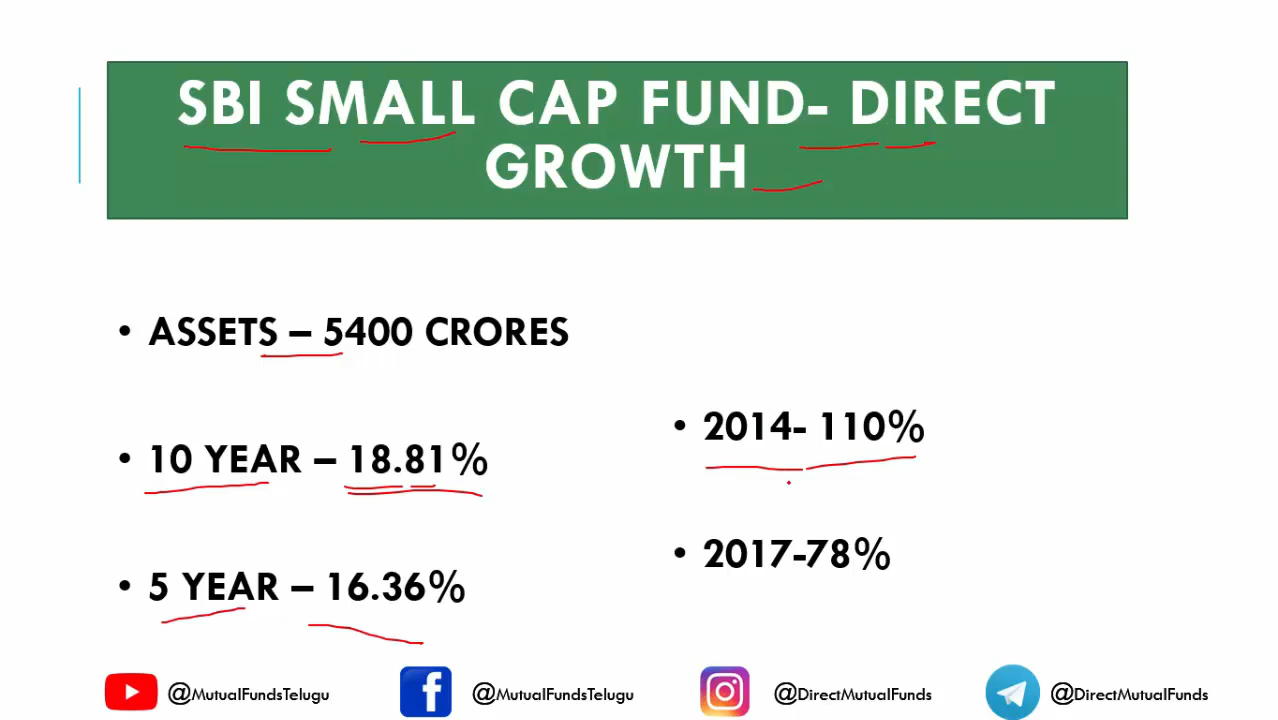 SBI SMALL CAP FUND- DIRECT
GROWTH
• ASSETS – 5400 CRORES
• 10 YEAR – 18.81%
• 5 YEAR – 16.36%
• 2014- 110%
• 2017-78%
@MutualFundsTelugu
@MutualFundsTelugu
@DirectMutualFunds
@DirectMutualFunds